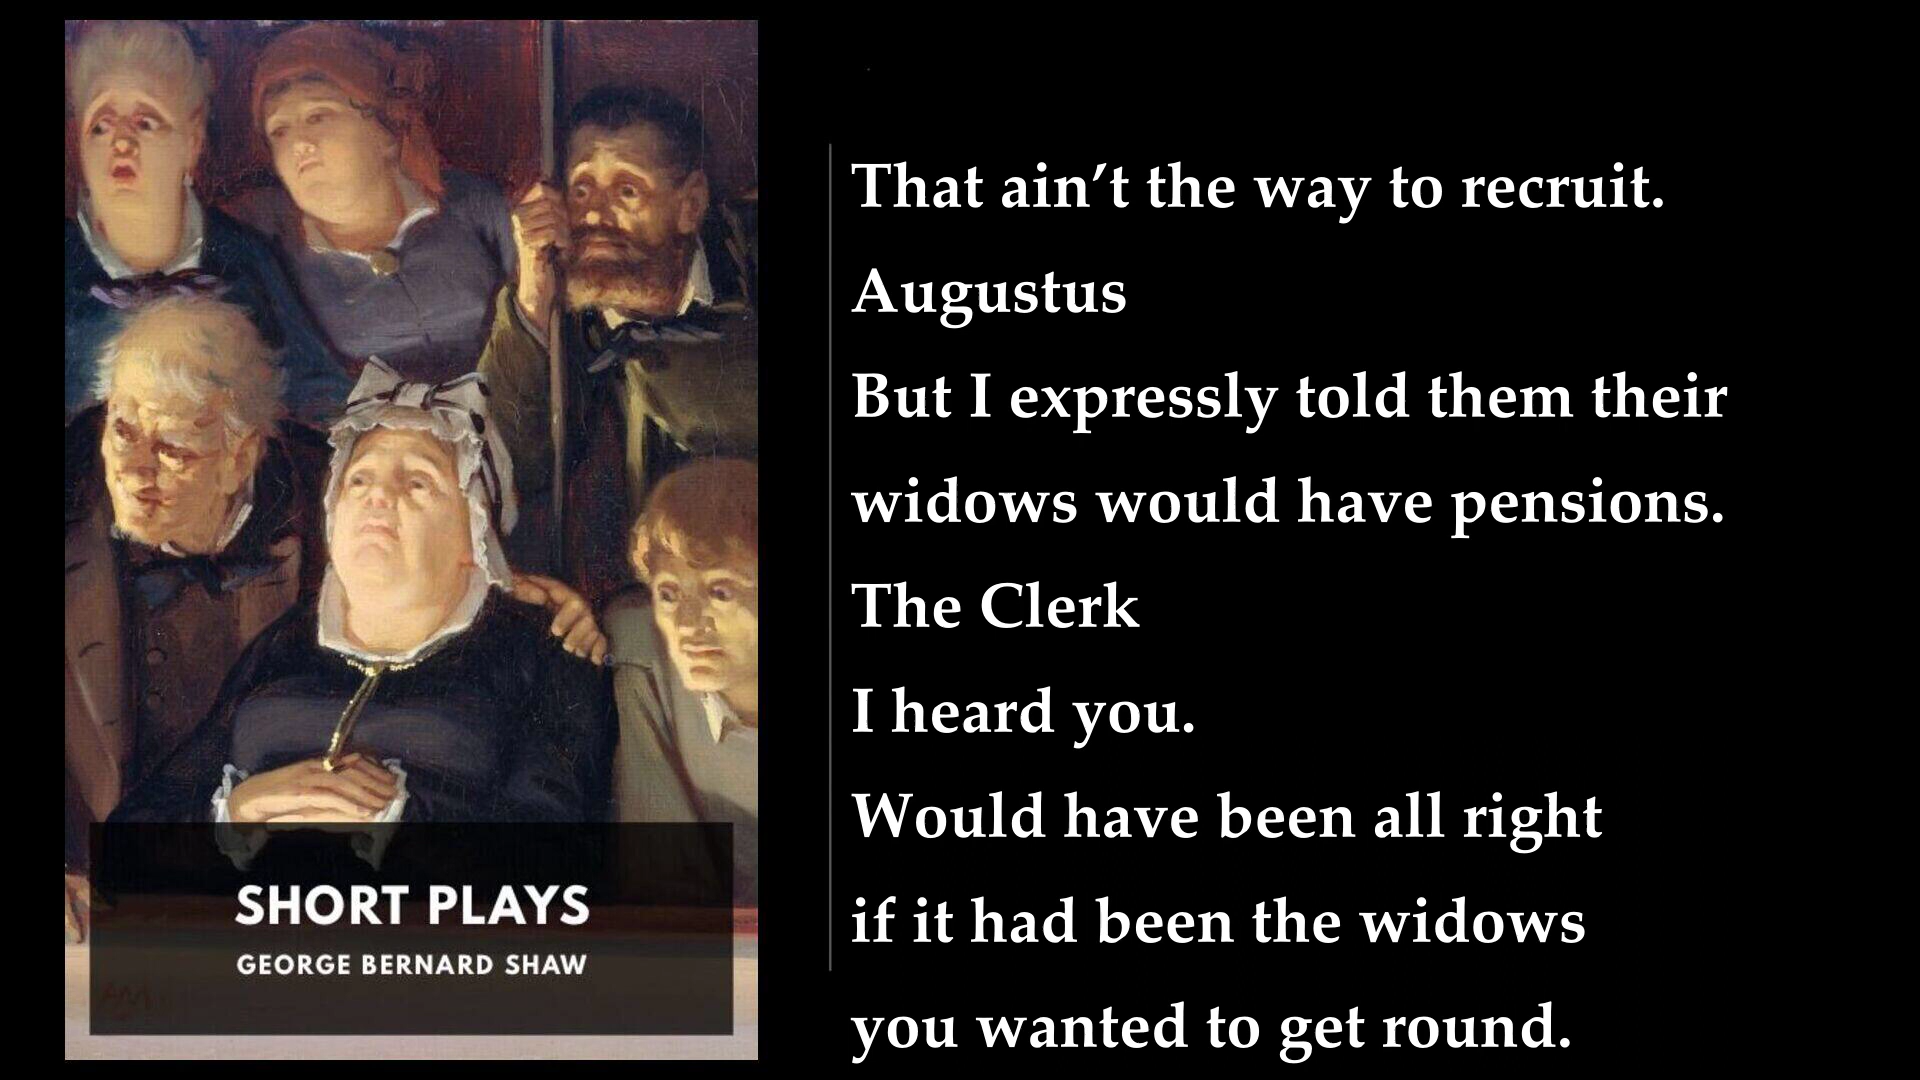 SHORT PLAYS
GEORGE BERNARD SHAW
That ain’t the way to recruit.
Augustus
But I expressly told them their
widows would have pensions.
The Clerk
I heard you.
Would have been all right
if it had been the widows
you wanted to get round.